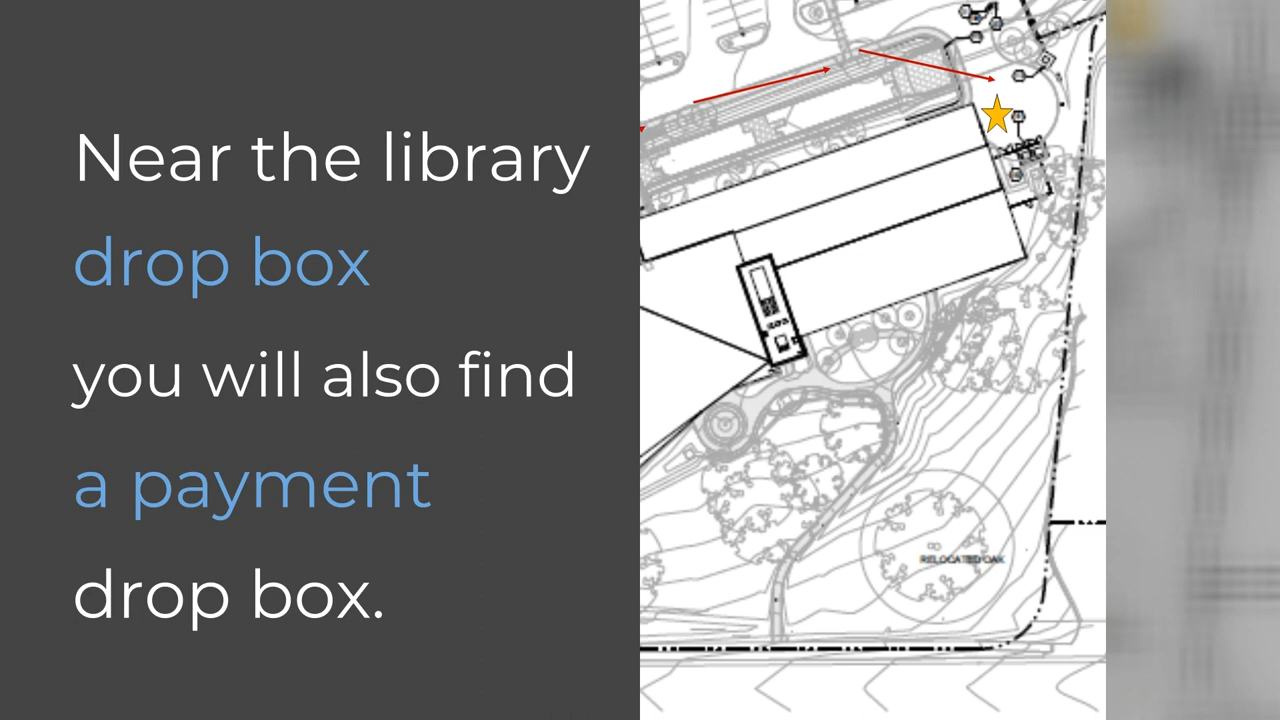 Near the library
drop box
you will also find
a payment
drop box.
RELOCATED OAK